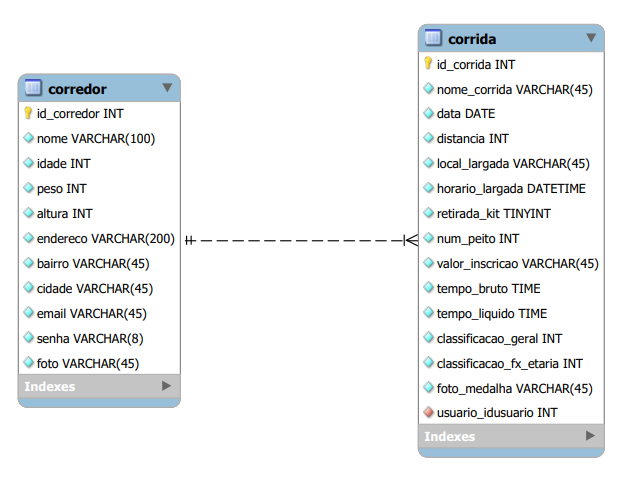 corredor
id_corredor INT
nome VARCHAR(100)
idade INT
peso INT
altura INT
endereco VARCHAR(200)
bairro VARCHAR(45)
cidade VARCHAR(45)
email VARCHAR(45)
senha VARCHAR(8)
foto VARCHAR(45)
Indexes
corrida
id_corrida INT
nome_corrida VARCHAR(45)
data DATE
distancia INT
local_largada VARCHAR(45)
horario_largada DATETIME
retirada_kit TINYINT
num_peito INT
valor_inscricao VARCHAR(45)
tempo_bruto TIME
tempo_liquido TIME
classificacao_geral INT
classificacao_fx_etaria INT
foto_medalha VARCHAR(45)
usuario_idusuario INT
Indexes